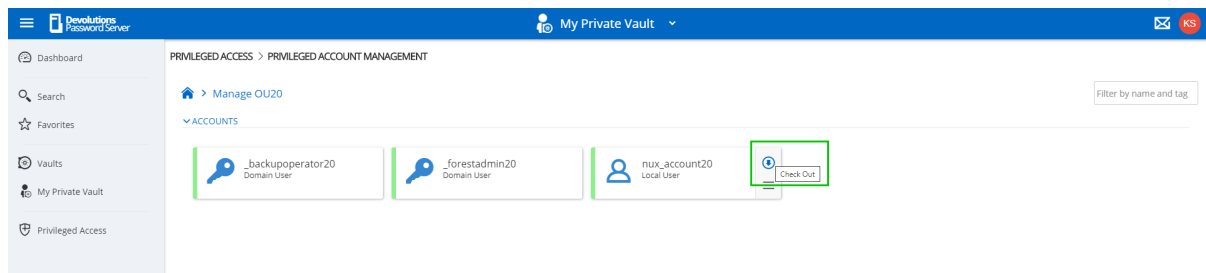 Devolutions
Password Server
My Private Vault
KS
Dashboard
PRIVILEGED ACCESS > PRIVILEGED ACCOUNT MANAGEMENT
Search
> Manage OU20
Filter by name and tag
Favorites
ACCOUNTS
Vaults
_backupoperator20
Domain User
_forestadmin20
Domain User
nux_account20
Local User
Check Out
My Private Vault
Privileged Access